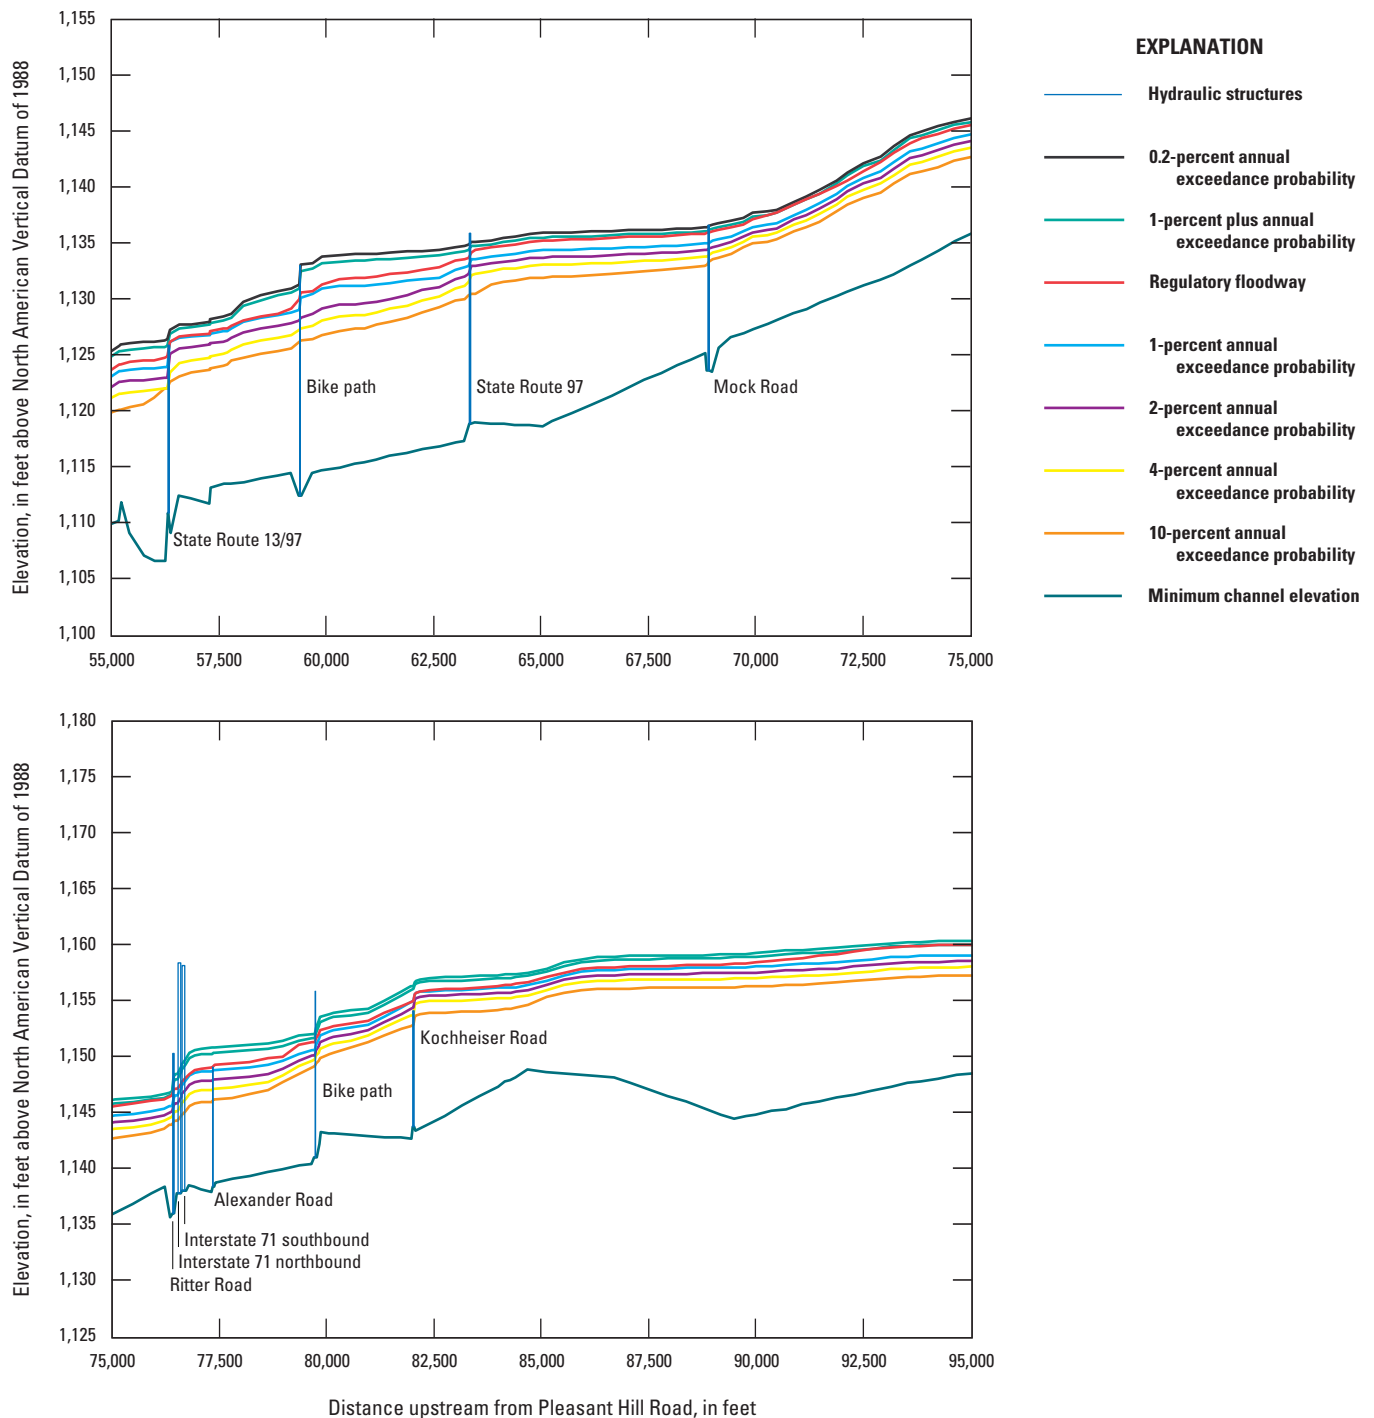 Elevation, in feet above North American Vertical Datum of 1988
1,155
1,150
1,145
1,140
1,135
1,130
1,125
1,120
1,115
1,110
1,105
1,100
Bike path
State Route 97
Mock Road
State Route 13/97
55,000
57,500
60,000
62,500
65,000
67,500
70,000
72,500
75,000
EXPLANATION
Hydraulic structures
0.2-percent annual
exceedance probability
1-percent plus annual
exceedance probability
Regulatory floodway
1-percent annual
exceedance probability
2-percent annual
exceedance probability
4-percent annual
exceedance probability
10-percent annual
exceedance probability
Minimum channel elevation
Elevation, in feet above North American Vertical Datum of 1988
1,180
1,175
1,170
1,165
1,160
1,155
1,150
1,145
1,140
1,135
1,130
1,125
Kochheiser Road
Bike path
Alexander Road
Interstate 71 southbound
Interstate 71 northbound
Ritter Road
75,000
77,500
80,000
82,500
85,000
87,500
90,000
92,500
95,000
Distance upstream from Pleasant Hill Road, in feet